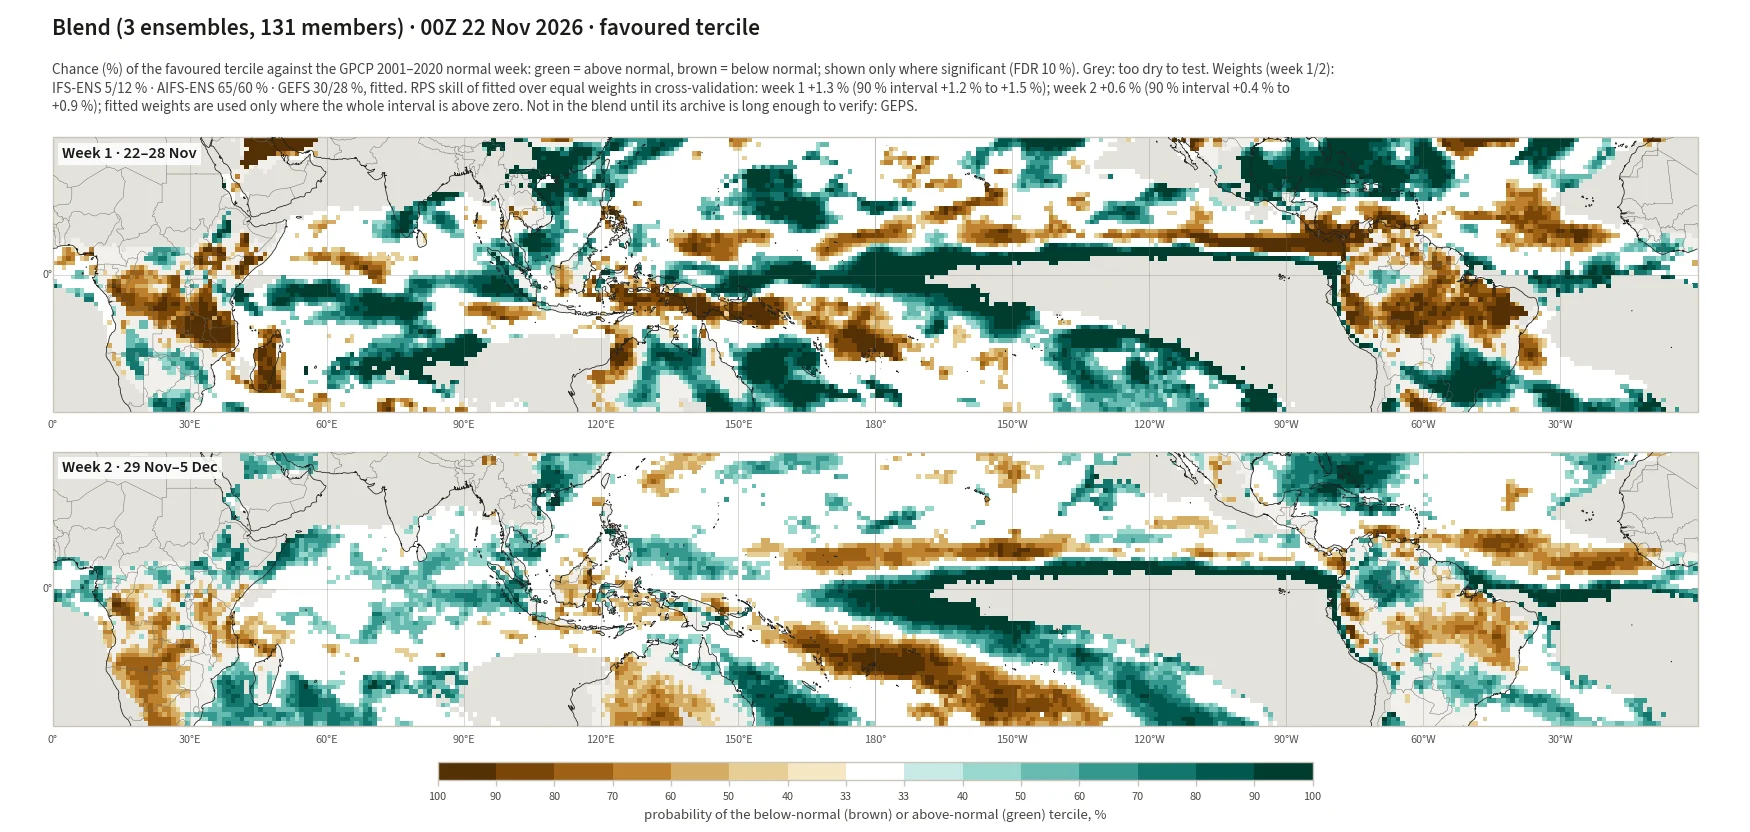 Blend (3 ensembles, 131 members) · 00Z 22 Nov 2026 · favoured tercile
Chance (%) of the favoured tercile against the GPCP 2001–2020 normal week: green = above normal, brown = below normal; shown only where significant (FDR 10 %). Grey: too dry to test. Weights (week 1/2):
IFS-ENS 5/12 % · AIFS-ENS 65/60 % · GEFS 30/28 %, fitted. RPS skill of fitted over equal weights in cross-validation: week 1 +1.3 % (90 % interval +1.2 % to +1.5 %); week 2 +0.6 % (90 % interval +0.4 % to
+0.9 %); fitted weights are used only where the whole interval is above zero. Not in the blend until its archive is long enough to verify: GEPS.
Week 1 · 22–28 Nov
0°
0° 30°E 60°E 90°E 120°E 150°E 180° 150°W 120°W 90°W 60°W 30°W
Week 2 · 29 Nov–5 Dec
0°
0° 30°E 60°E 90°E 120°E 150°E 180° 150°W 120°W 90°W 60°W 30°W
100 90 80 70 60 50 40 33 33 40 50 60 70 80 90 100
probability of the below-normal (brown) or above-normal (green) tercile, %